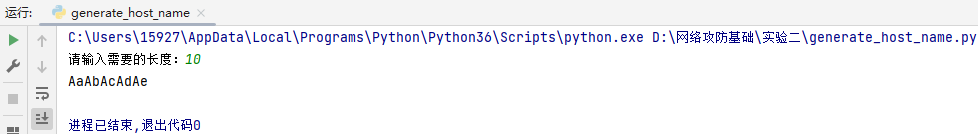 运行: generate_host_name
C:\Users\15927\AppData\Local\Programs\Python\Python36\Scripts\python.exe D:\网络攻防基础\实验二\generate_host_name.py
请输入需要的长度：10
AaAbAcAdAe
进程已结束,退出代码0